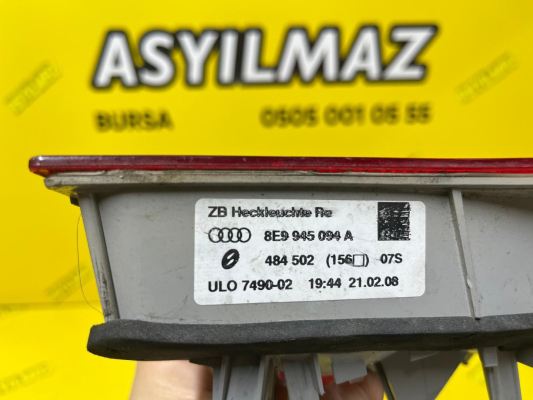 ASYILMAZ
BURSA 0505 001 05 55
ZB Heckleuchte Re
8E9 945 094 A
484 502 (156□) 07S
ULO 7490-02 19:44 21.02.08